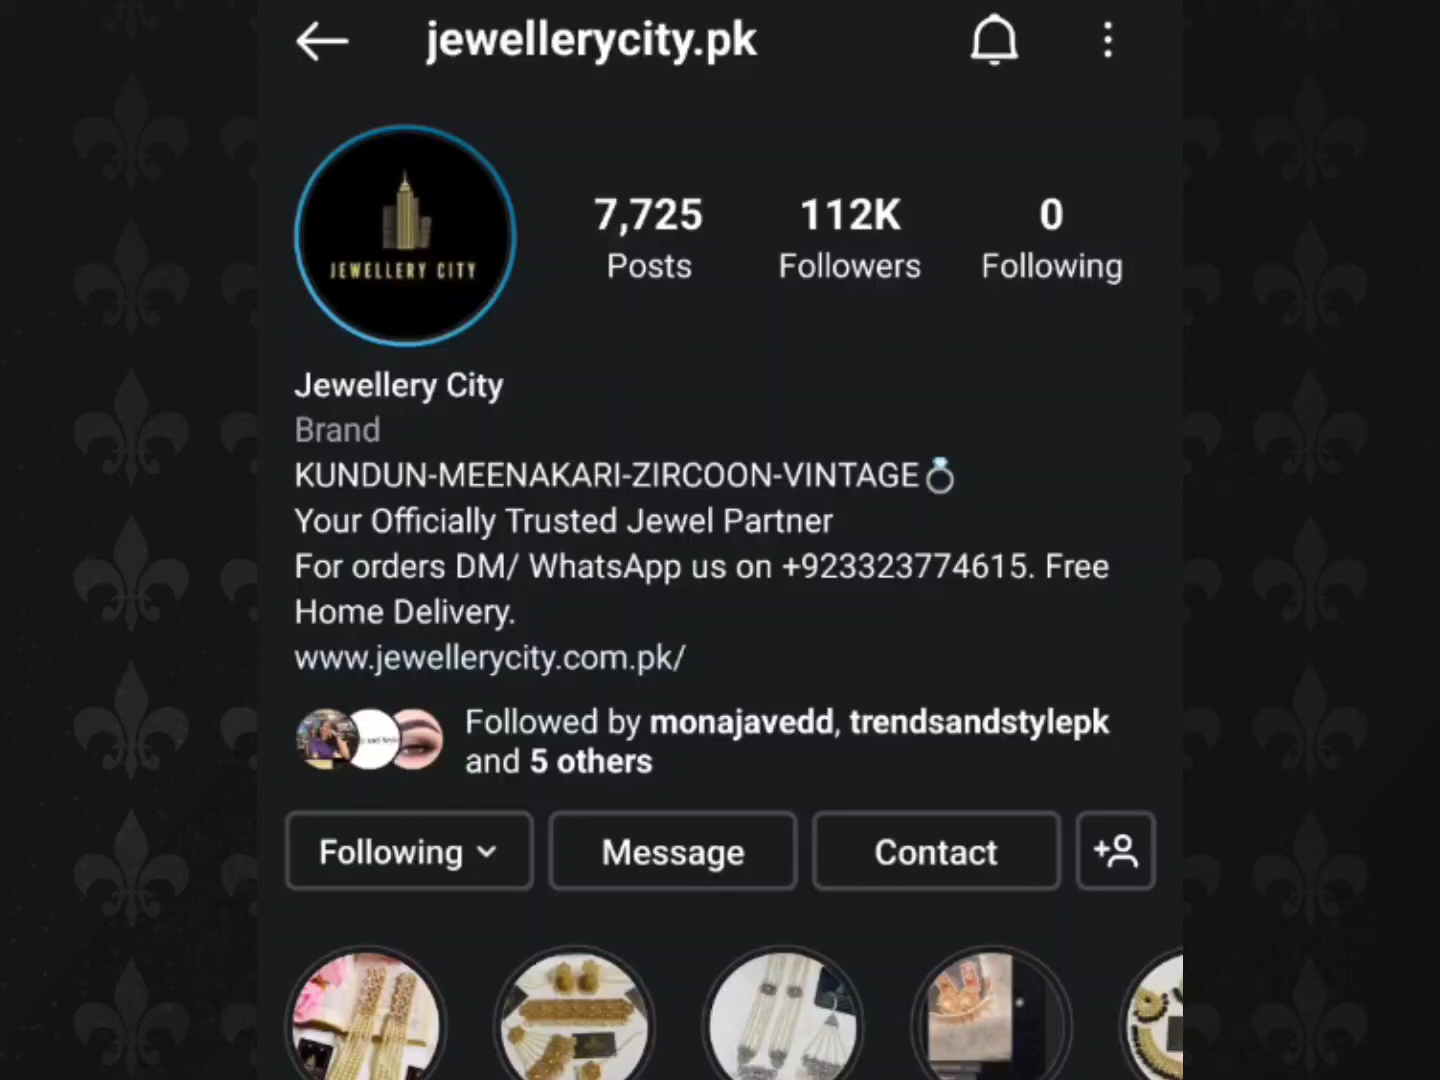 jewellerycity.pk
JEWELLERY CITY
7,725
Posts
112K
Followers
0
Following
Jewellery City
Brand
KUNDUN-MEENAKARI-ZIRCOON-VINTAGE💍
Your Officially Trusted Jewel Partner
For orders DM/ WhatsApp us on +923323774615. Free
Home Delivery.
www.jewellerycity.com.pk/
Followed by monajavedd, trendsandstylepk
and 5 others
Following
Message
Contact